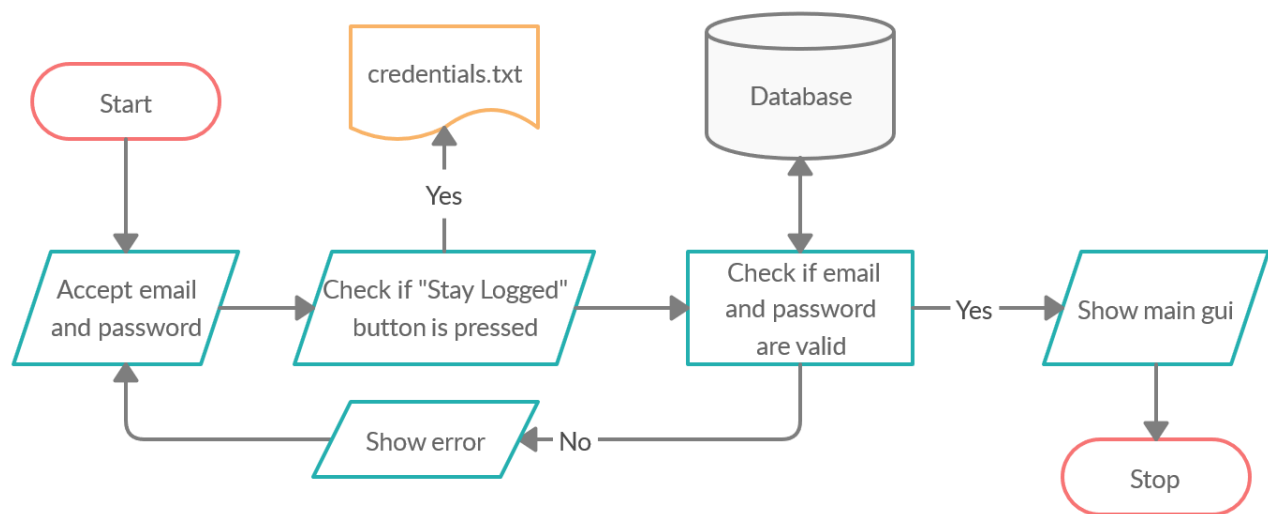 Start
credentials.txt
Database
Yes
Accept email
and password
Check if "Stay Logged"
button is pressed
Check if email
and password
are valid
Yes
Show main gui
Show error
No
Stop